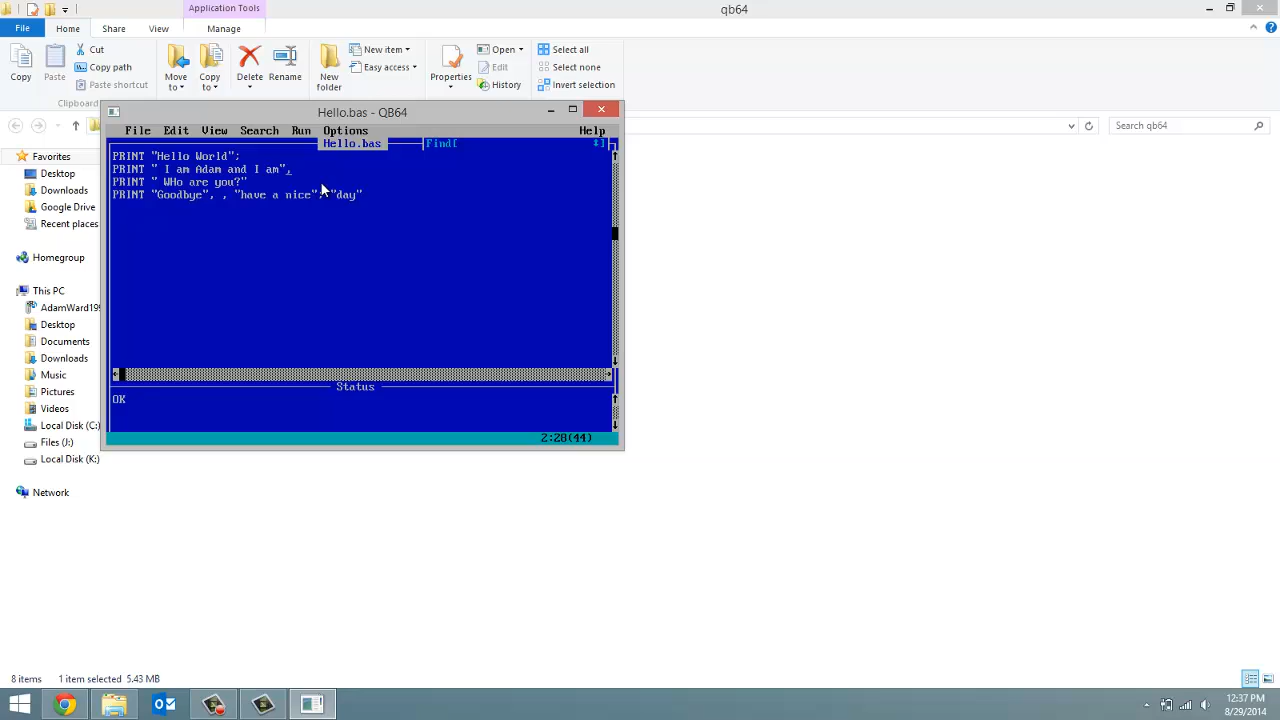 Application Tools
qb64
File
Home
Share
View
Manage
Copy
Paste
Cut
Copy path
Paste shortcut
Clipboard
Move to
Copy to
Delete
Rename
New folder
New item
Easy access
Properties
Open
Edit
History
Select all
Select none
Invert selection
Search qb64
Favorites
Desktop
Downloads
Google Drive
Recent places
Homegroup
This PC
AdamWard199
Desktop
Documents
Downloads
Music
Pictures
Videos
Local Disk (C:)
Files (J:)
Local Disk (K:)
Network
Hello.bas - QB64
File Edit View Search Run Options Help
Hello.bas
Find[
PRINT "Hello World";
PRINT " I am Adam and I am",
PRINT " WHo are you?"
PRINT "Goodbye", , "have a nice"; "day"
Status
OK
2:28(44)
8 items 1 item selected 5.43 MB
12:37 PM
8/29/2014